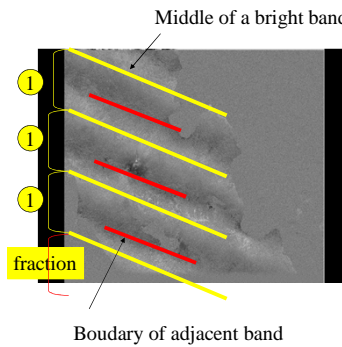 Middle of a bright band
1
1
1
fraction
Boudary of adjacent band